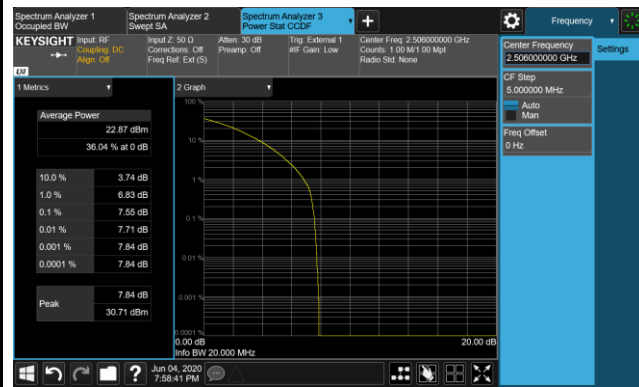 Spectrum Analyzer 1
Occupied BW
Spectrum Analyzer 2
Swept SA
Spectrum Analyzer 3
Power Stat CCDF
Frequency
KEYSIGHT
Input: RF
Coupling: DC
Align: Off
Input Z: 50 Ω
Corrections: Off
Freq Ref: Ext (S)
Atten: 30 dB
Preamp: Off
Trig: External 1
#IF Gain: Low
Center Freq: 2.506000000 GHz
Counts: 1.00 M/1.00 Mpt
Radio Std: None
LXI
Center Frequency
2.506000000 GHz
Settings
CF Step
5.000000 MHz
Auto
Man
Freq Offset
0 Hz
1 Metrics
Average Power
22.87 dBm
36.04 % at 0 dB
10.0 % 3.74 dB
1.0 % 6.83 dB
0.1 % 7.55 dB
0.01 % 7.71 dB
0.001 % 7.84 dB
0.0001 % 7.84 dB
Peak
7.84 dB
30.71 dBm
2 Graph
100 %
10 %
1 %
0.1 %
0.01 %
0.001 %
0.0001 %
0.00 dB
20.00 dB
Info BW 20.000 MHz
?
Jun 04, 2020
7:58:41 PM